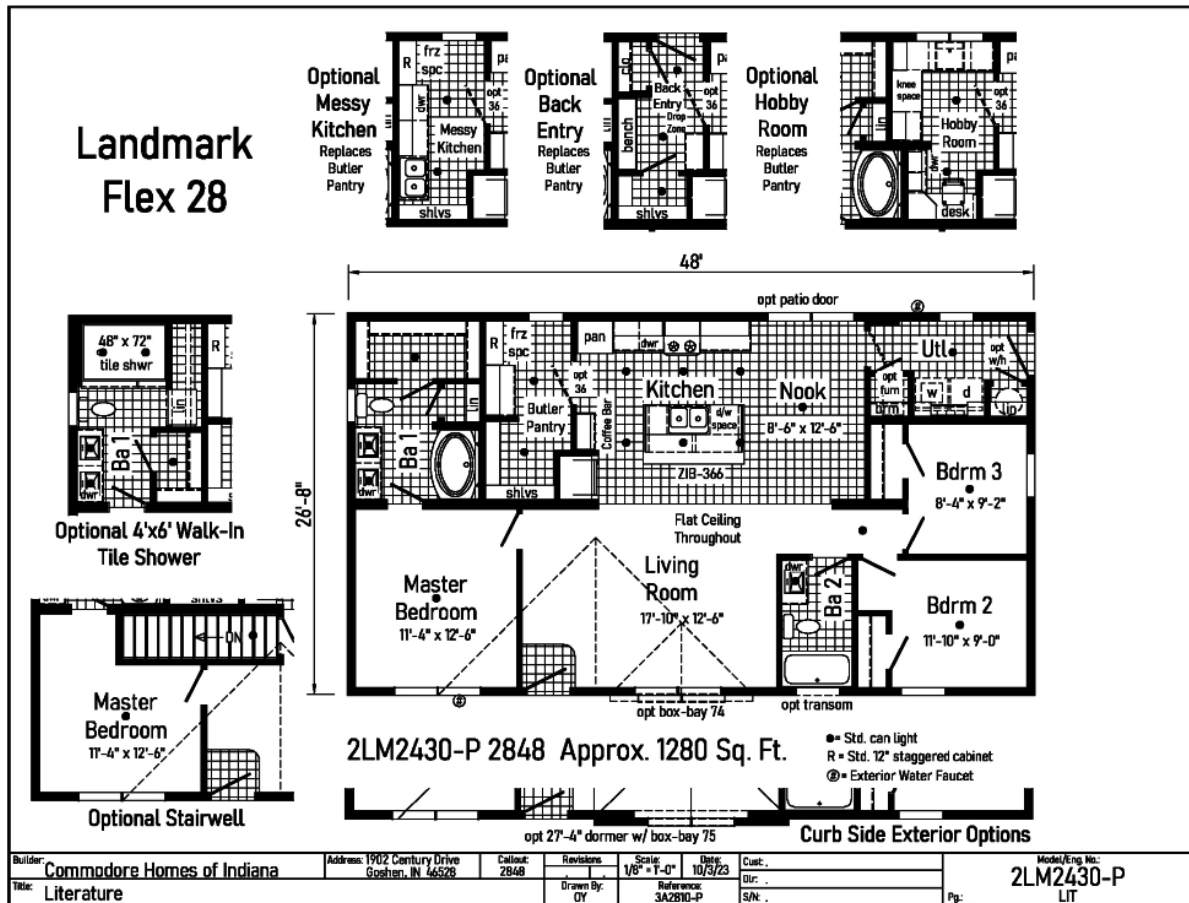 Landmark
Flex 28
Optional
Messy
Kitchen
Replaces
Butler
Pantry
R
frz
spc
pa
dwr
opt
36
Messy
Kitchen
shlvs
Optional
Back
Entry
Replaces
Butler
Pantry
clo
Back
Entry
Drop
Zone
bench
pa
opt
36
shlvs
Optional
Hobby
Room
Replaces
Butler
Pantry
knee
space
opt
36
lin
Hobby
Room
dwr
desk
48'
26'-8"
opt patio door
R
frz
spc
pan
dwr
opt
36
lin
Butler
Pantry
shlvs
Ba 1
dwr
Coffee Bar
Kitchen
d/w
space
ZIB-366
Nook
8'-6" x 12'-6"
Utl
opt
w/h
opt
furn
brm
w
d
lin
Bdrm 3
8'-4" x 9'-2"
Flat Ceiling
Throughout
Master
Bedroom
11'-4" x 12'-6"
Living
Room
17'-10" x 12'-6"
dwr
Ba 2
Bdrm 2
11'-10" x 9'-0"
opt box-bay 74
opt transom
48" x 72"
tile shwr
R
lin
Ba 1
dwr
Optional 4'x6' Walk-In
Tile Shower
shlvs
DN
Master
Bedroom
11'-4" x 12'-6"
Optional Stairwell
2LM2430-P 2848 Approx. 1280 Sq. Ft.
●= Std. can light
R = Std. 12" staggered cabinet
⊕ = Exterior Water Faucet
opt 27'-4" dormer w/ box-bay 75
Curb Side Exterior Options
Builder: Commodore Homes of Indiana
Address: 1902 Century Drive
Goshen, IN 46528
Callout:
2848
Revisions
Scale:
1/8" = 1'-0"
Date:
10/3/23
Cust.:
Dlr.:
S/N:
Model/Eng. No.:
2LM2430-P
Title: Literature
Drawn By:
OY
Reference:
3A2810-P
Pg.: LIT